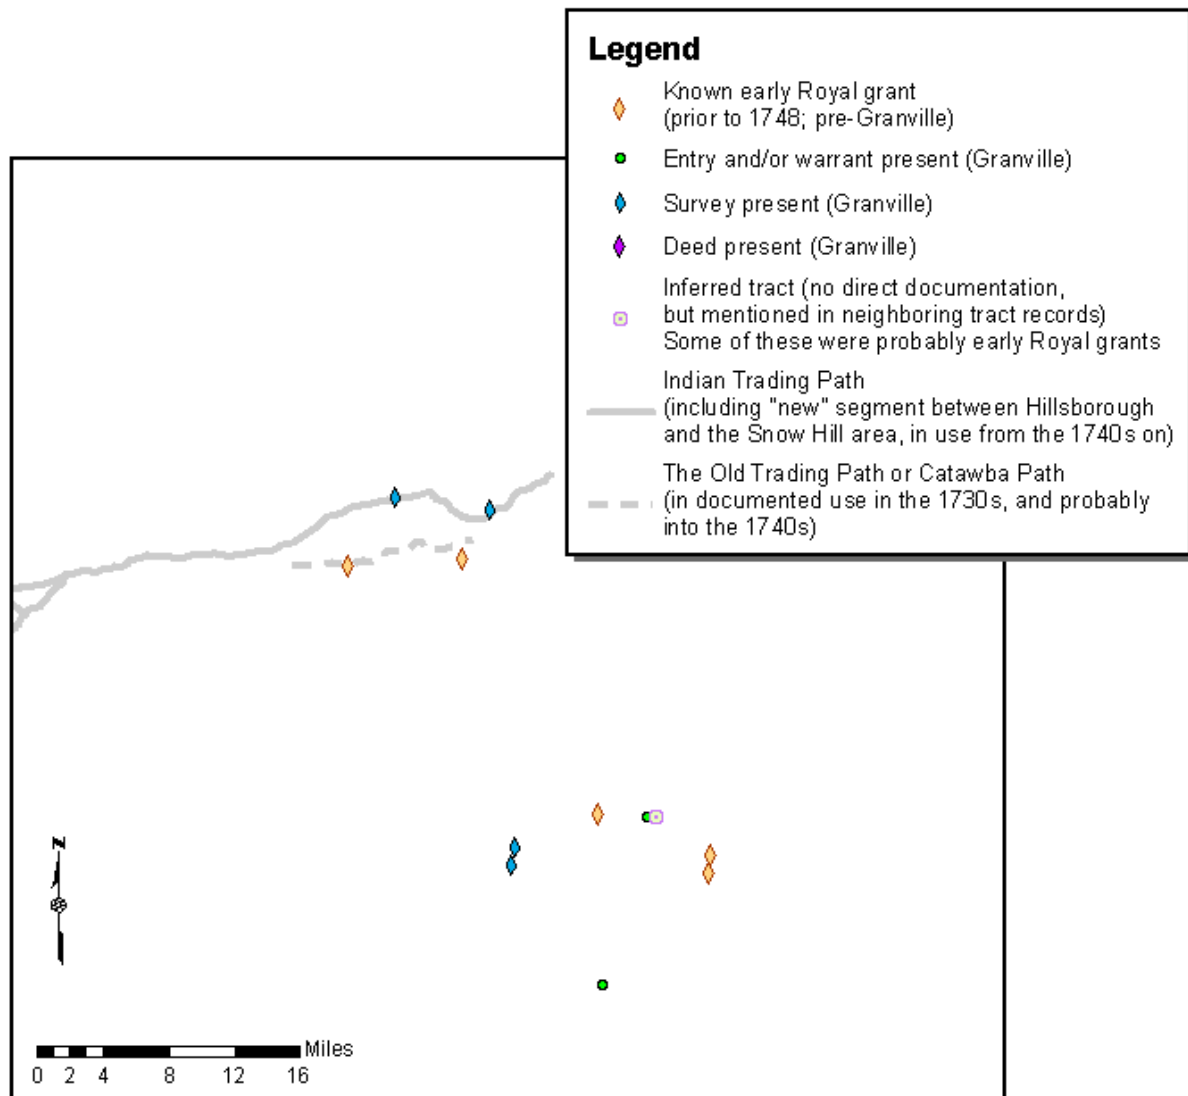 Legend
Known early Royal grant
(prior to 1748; pre-Granville)
Entry and/or warrant present (Granville)
Survey present (Granville)
Deed present (Granville)
Inferred tract (no direct documentation,
but mentioned in neighboring tract records)
Some of these were probably early Royal grants
Indian Trading Path
(including "new" segment between Hillsborough
and the Snow Hill area, in use from the 1740s on)
The Old Trading Path or Catawba Path
(in documented use in the 1730s, and probably
into the 1740s)
N
Miles
0 2 4 8 12 16